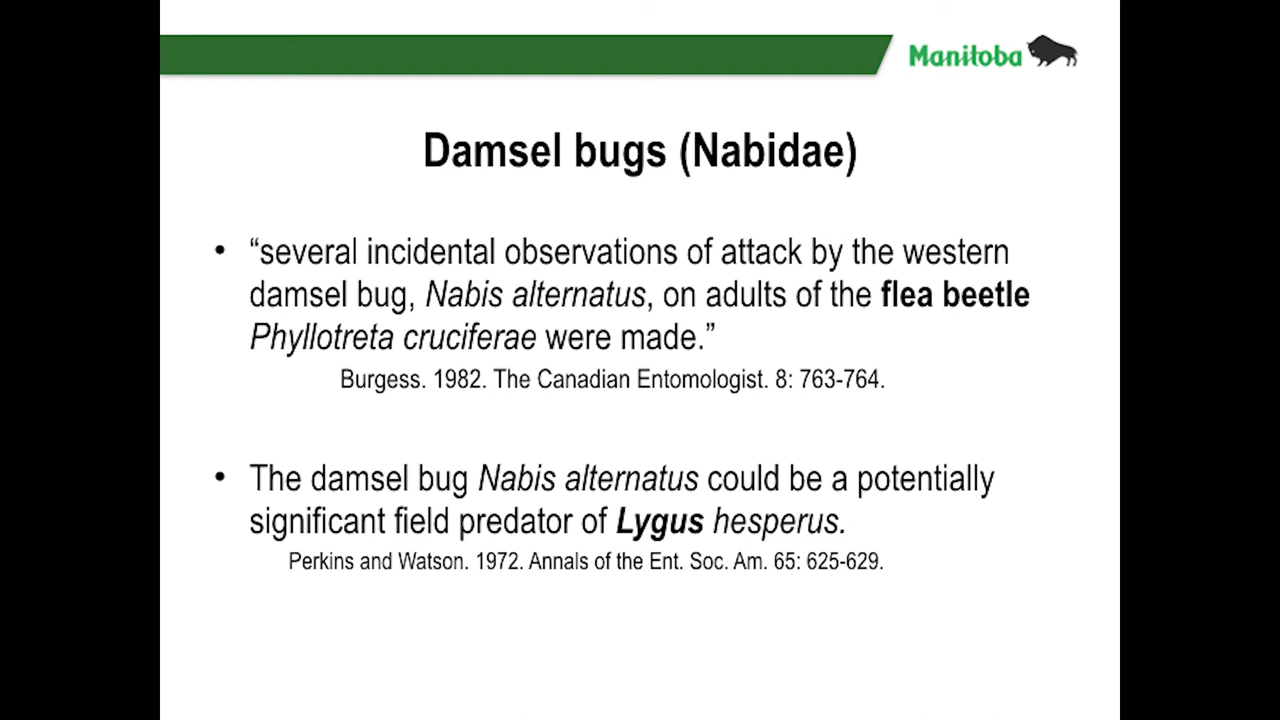 Manitoba
Damsel bugs (Nabidae)
• “several incidental observations of attack by the western
damsel bug, Nabis alternatus, on adults of the flea beetle
Phyllotreta cruciferae were made.”
Burgess. 1982. The Canadian Entomologist. 8: 763-764.
• The damsel bug Nabis alternatus could be a potentially
significant field predator of Lygus hesperus.
Perkins and Watson. 1972. Annals of the Ent. Soc. Am. 65: 625-629.